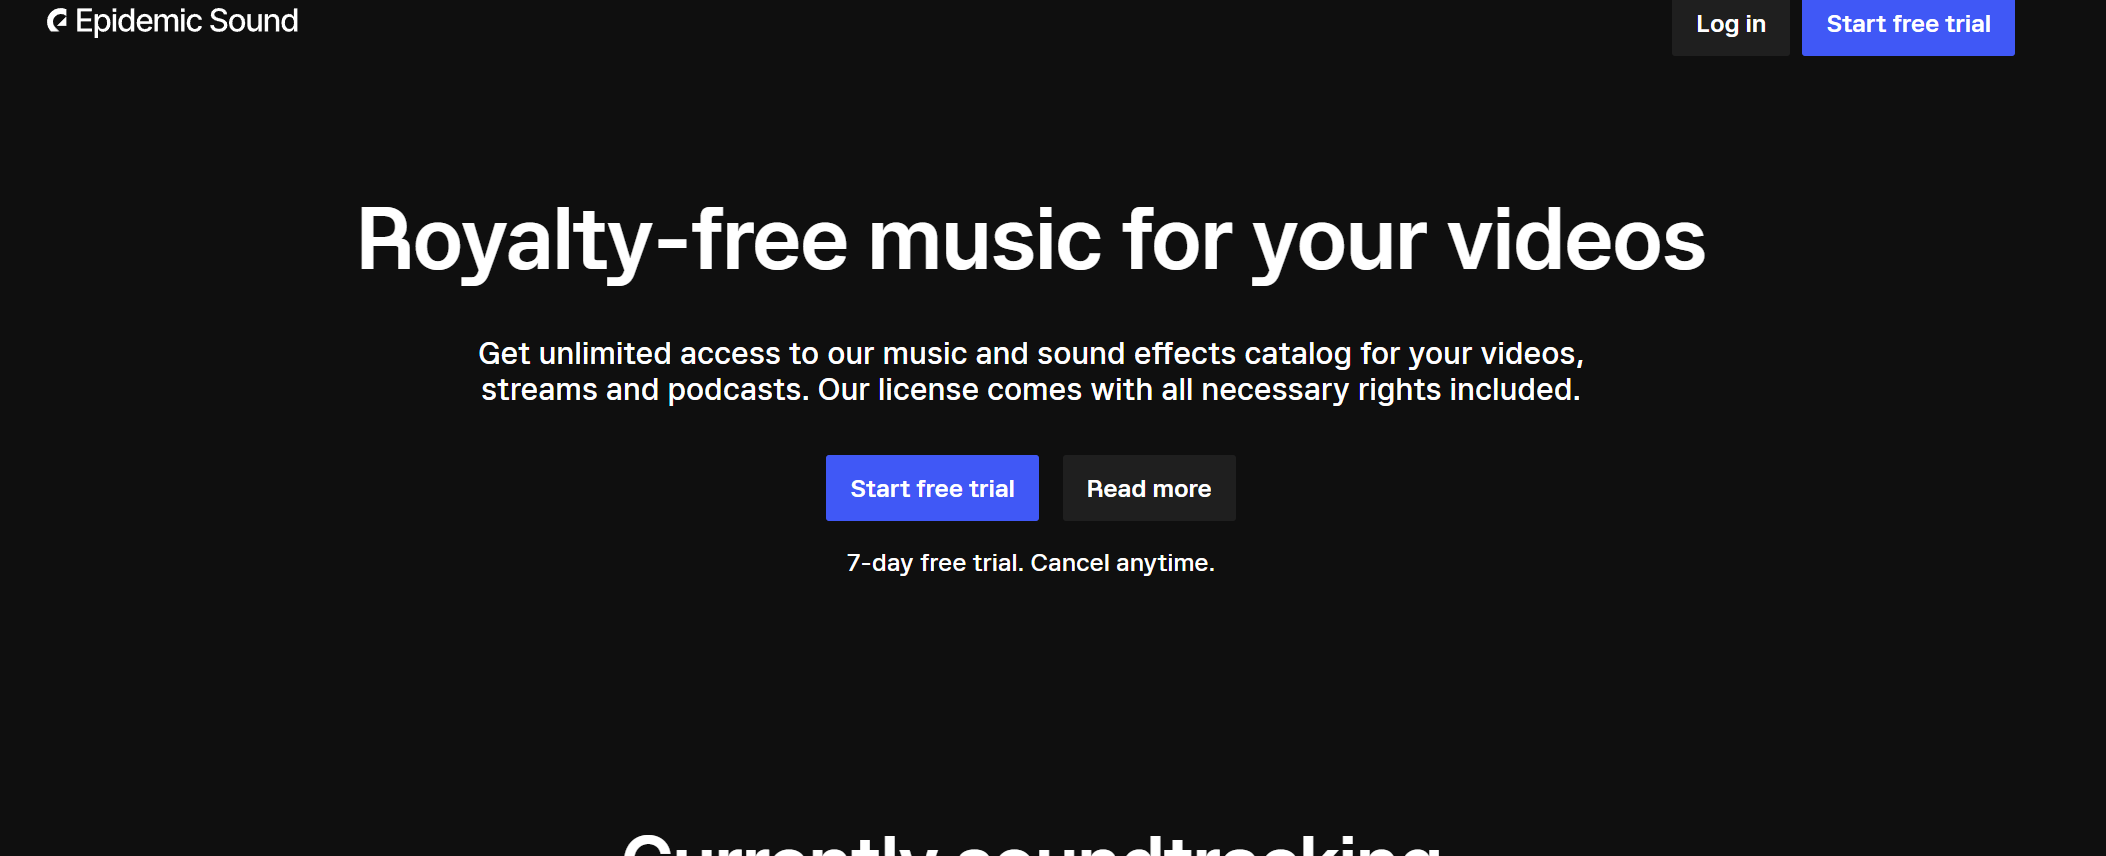 Epidemic Sound
Log in
Start free trial
Royalty-free music for your videos
Get unlimited access to our music and sound effects catalog for your videos,
streams and podcasts. Our license comes with all necessary rights included.
Start free trial
Read more
7-day free trial. Cancel anytime.
Currently soundtracking